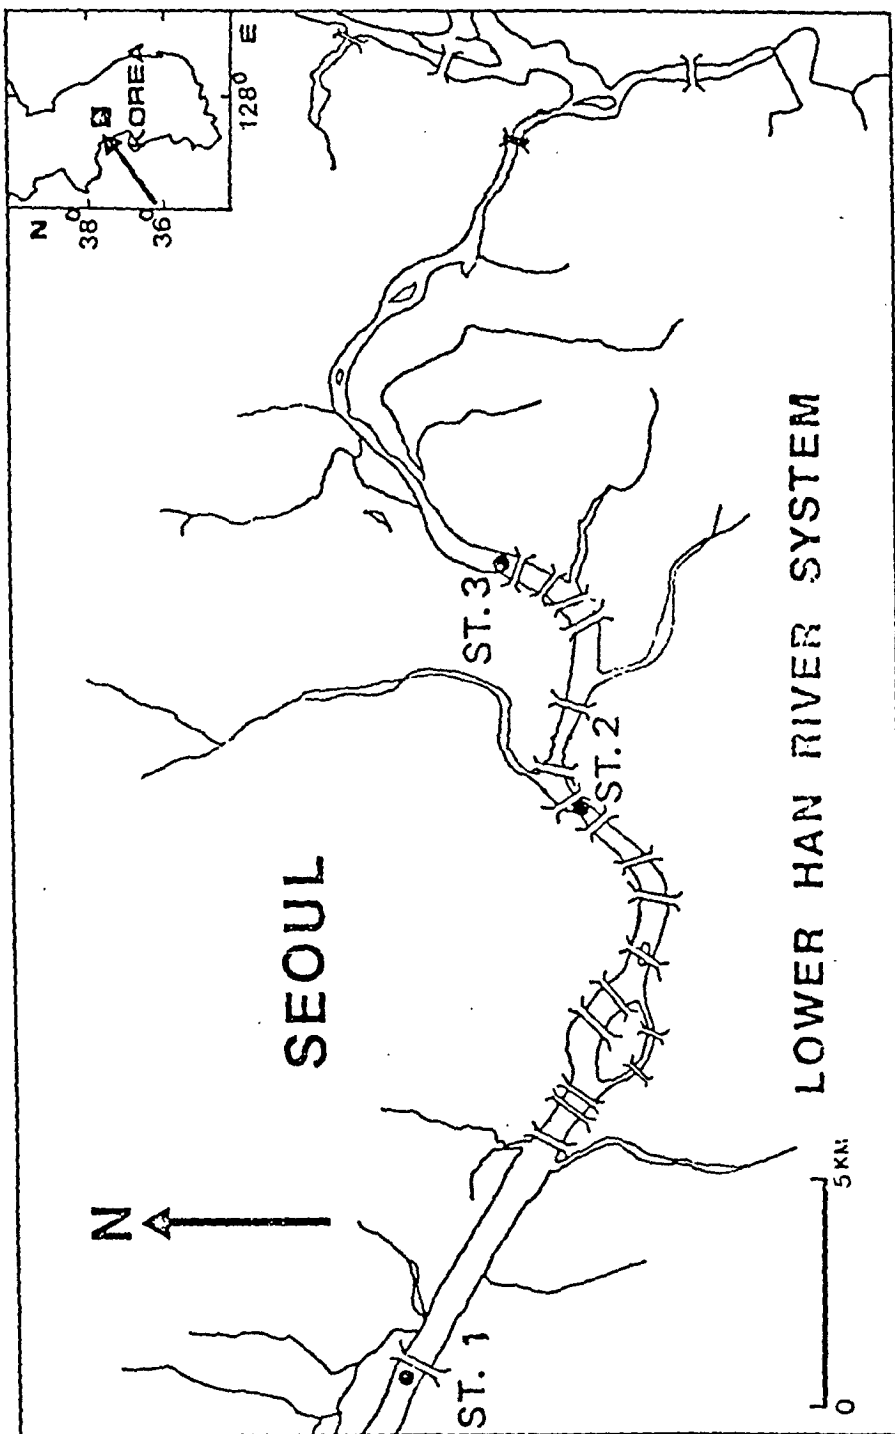 N
38°
36°
KOREA
128°
E
N
SEOUL
ST. 1
ST. 2
ST. 3
0
5 KM
LOWER HAN RIVER SYSTEM